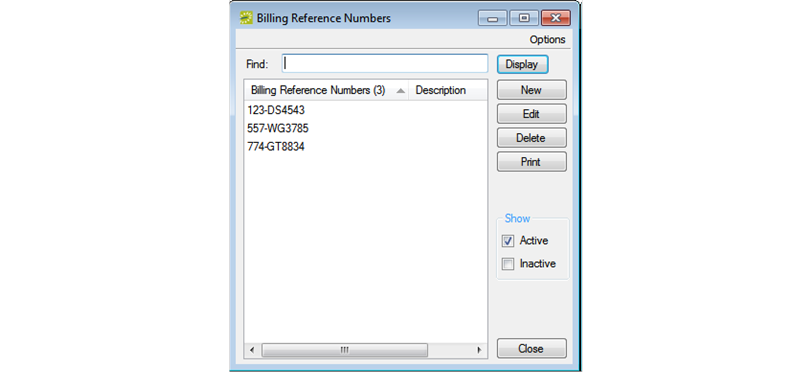 Billing Reference Numbers
Options
Find:
Display
Billing Reference Numbers (3) Description
New
123-DS4543
Edit
557-WG3785
Delete
774-GT8834
Print
Show
Active
Inactive
Close